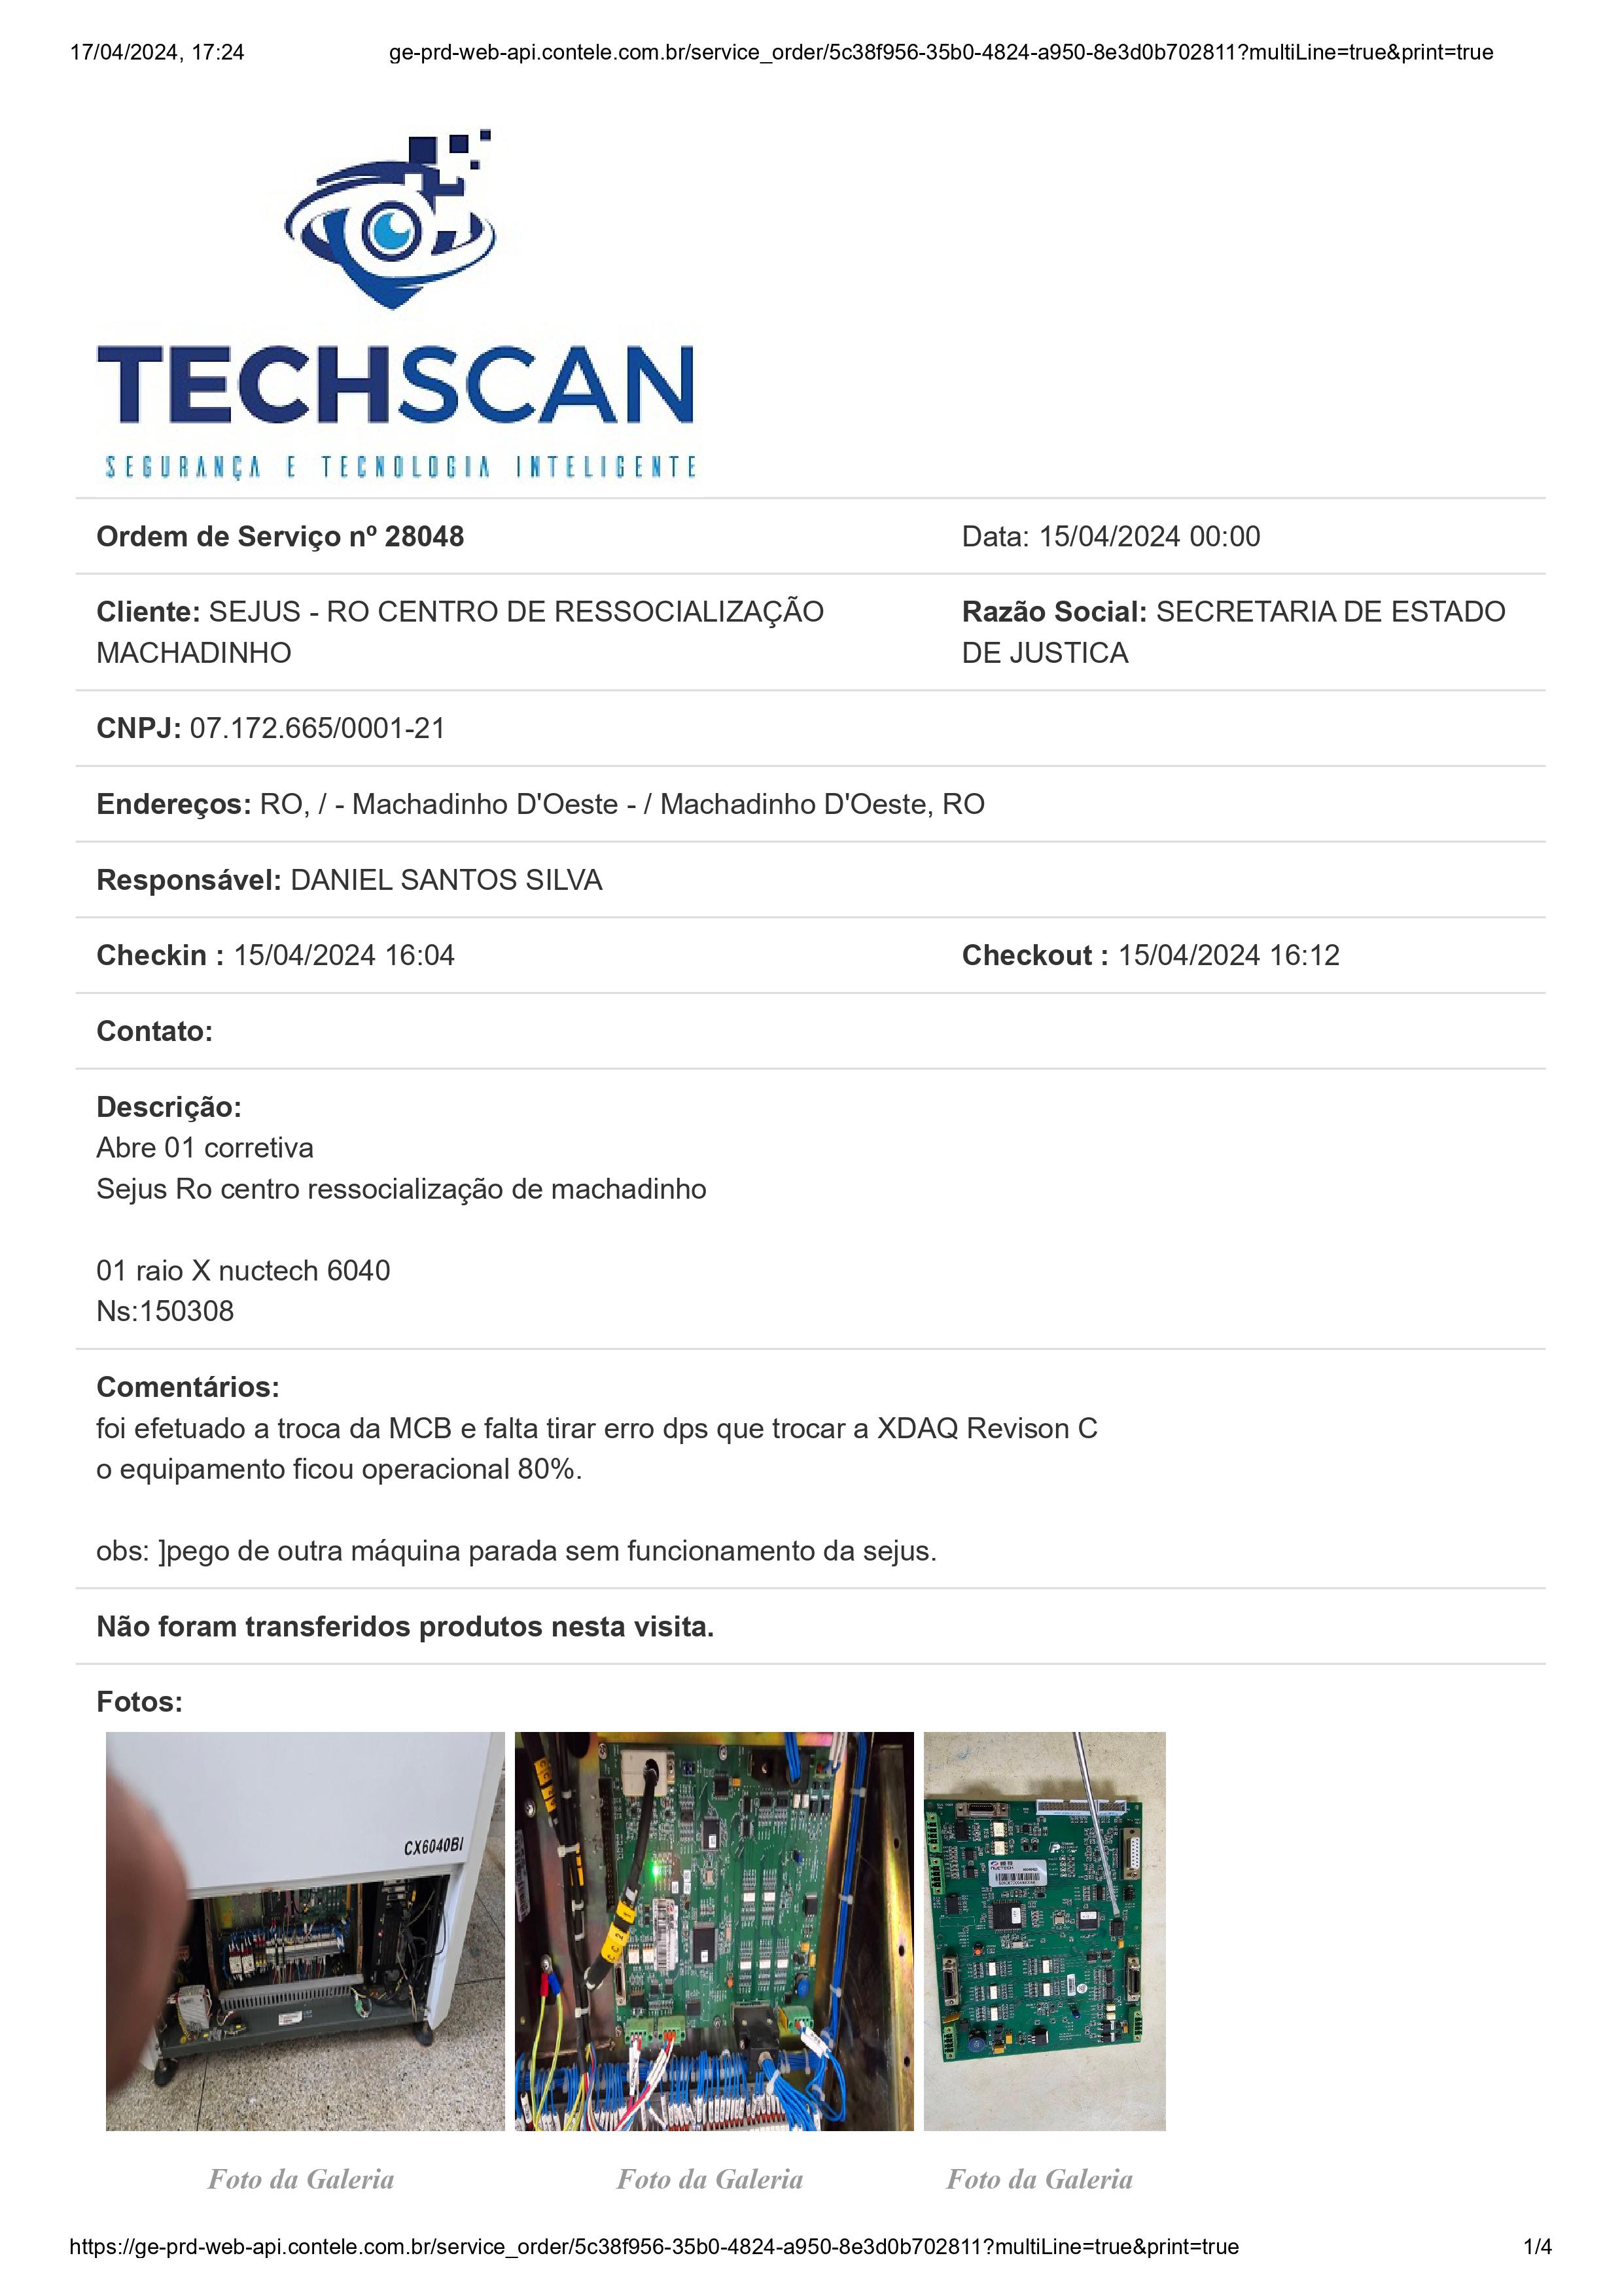 17/04/2024, 17:24 ge-prd-web-api.contele.com.br/service_order/5c38f956-35b0-4824-a950-8e3d0b702811?multiLine=true&print=true
TECHSCAN
SEGURANÇA E TECNOLOGIA INTELIGENTE
Ordem de Serviço nº 28048 Data: 15/04/2024 00:00
Cliente: SEJUS - RO CENTRO DE RESSOCIALIZAÇÃO
MACHADINHO
Razão Social: SECRETARIA DE ESTADO
DE JUSTICA
CNPJ: 07.172.665/0001-21
Endereços: RO, / - Machadinho D'Oeste - / Machadinho D'Oeste, RO
Responsável: DANIEL SANTOS SILVA
Checkin : 15/04/2024 16:04 Checkout : 15/04/2024 16:12
Contato:
Descrição:
Abre 01 corretiva
Sejus Ro centro ressocialização de machadinho
01 raio X nuctech 6040
Ns:150308
Comentários:
foi efetuado a troca da MCB e falta tirar erro dps que trocar a XDAQ Revison C
o equipamento ficou operacional 80%.
obs: ]pego de outra máquina parada sem funcionamento da sejus.
Não foram transferidos produtos nesta visita.
Fotos:
CX6040BI
NUCTECH
Foto da Galeria Foto da Galeria Foto da Galeria
https://ge-prd-web-api.contele.com.br/service_order/5c38f956-35b0-4824-a950-8e3d0b702811?multiLine=true&print=true 1/4